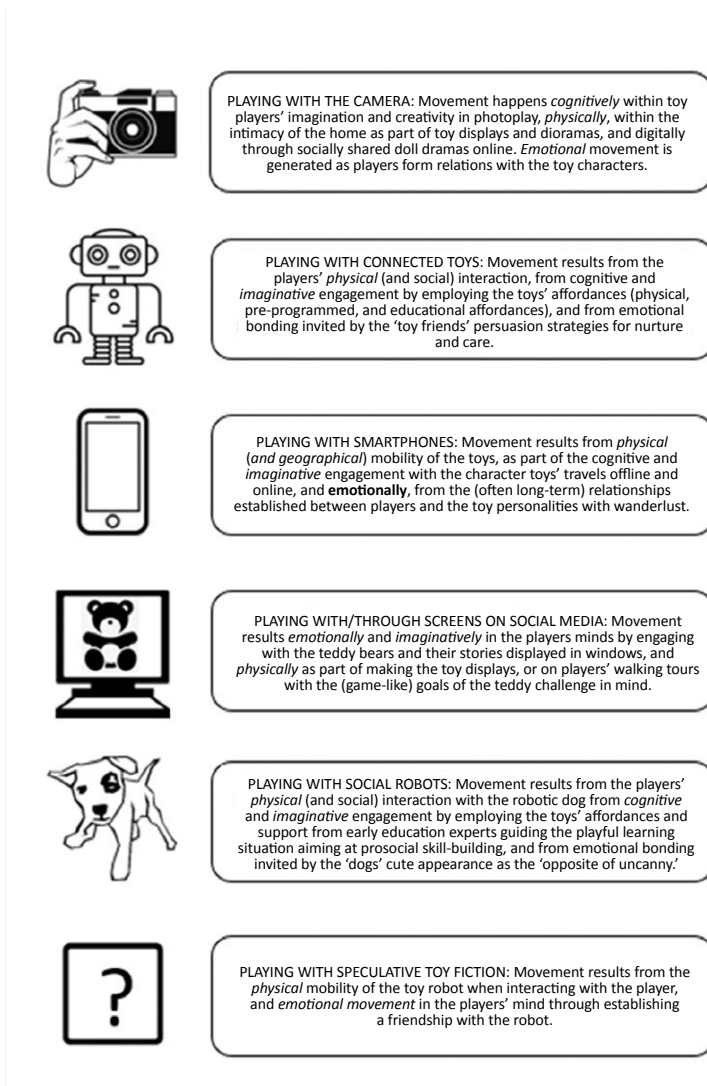 PLAYING WITH THE CAMERA: Movement happens cognitively within toy
players' imagination and creativity in photoplay, physically, within the
intimacy of the home as part of toy displays and dioramas, and digitally
through socially shared doll dramas online. Emotional movement is
generated as players form relations with the toy characters.
PLAYING WITH CONNECTED TOYS: Movement results from the
players' physical (and social) interaction, from cognitive and
imaginative engagement by employing the toys' affordances (physical,
pre-programmed, and educational affordances), and from emotional
bonding invited by the 'toy friends' persuasion strategies for nurture
and care.
PLAYING WITH SMARTPHONES: Movement results from physical
(and geographical) mobility of the toys, as part of the cognitive and
imaginative engagement with the character toys' travels offline and
online, and emotionally, from the (often long-term) relationships
established between players and the toy personalities with wanderlust.
PLAYING WITH/THROUGH SCREENS ON SOCIAL MEDIA: Movement
results emotionally and imaginatively in the players minds by engaging
with the teddy bears and their stories displayed in windows, and
physically as part of making the toy displays, or on players' walking tours
with the (game-like) goals of the teddy challenge in mind.
PLAYING WITH SOCIAL ROBOTS: Movement results from the players'
physical (and social) interaction with the robotic dog from cognitive
and imaginative engagement by employing the toys' affordances and
support from early education experts guiding the playful learning
situation aiming at prosocial skill-building, and from emotional bonding
invited by the 'dogs' cute appearance as the 'opposite of uncanny.'
?
PLAYING WITH SPECULATIVE TOY FICTION: Movement results from the
physical mobility of the toy robot when interacting with the player,
and emotional movement in the players' mind through establishing
a friendship with the robot.